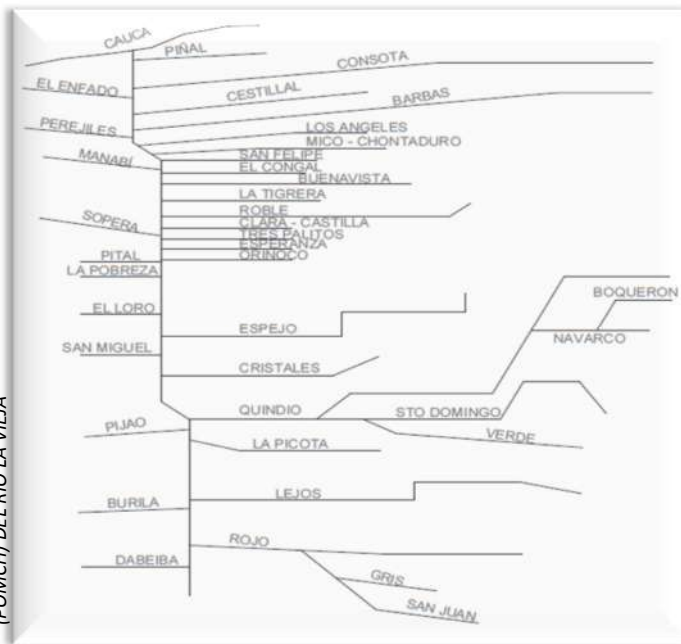 CAUCA
PIÑAL
CONSOTA
EL ENFADO
CESTILLAL
BARBAS
PEREJILES
LOS ANGELES
MICO - CHONTADURO
MANABÍ
SAN FELIPE
EL CONGAL
BUENAVISTA
LA TIGRERA
ROBLE
SOPERA
CLARA - CASTILLA
TRES PALITOS
ESPERANZA
PITAL
ORINOCO
LA POBREZA
BOQUERON
EL LORO
ESPEJO
NAVARCO
SAN MIGUEL
CRISTALES
QUINDIO
STO DOMINGO
PIJAO
VERDE
LA PICOTA
LEJOS
BURILA
ROJO
DABEIBA
GRIS
SAN JUAN
(POMCH) DEL RIO LA VIEJA